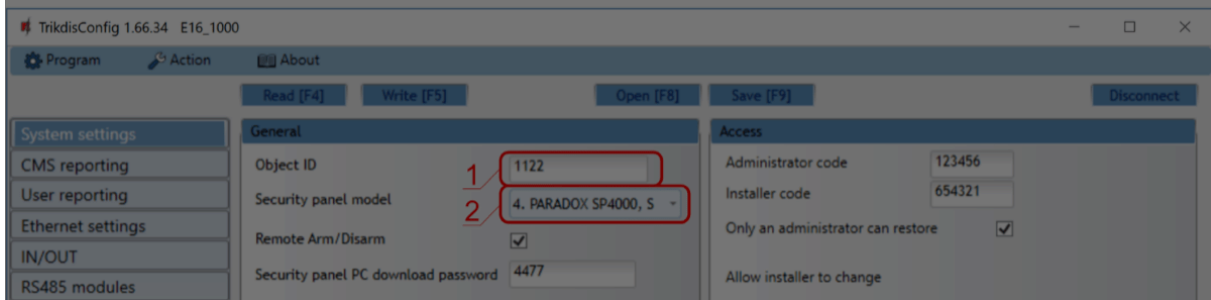 TrikdisConfig 1.66.34 E16_1000
Program Action About
Read [F4] Write [F5] Open [F8] Save [F9] Disconnect
System settings
CMS reporting
User reporting
Ethernet settings
IN/OUT
RS485 modules
General
Object ID 1 1122
Security panel model 2 4. PARADOX SP4000, S
Remote Arm/Disarm
Security panel PC download password 4477
Access
Administrator code 123456
Installer code 654321
Only an administrator can restore
Allow installer to change